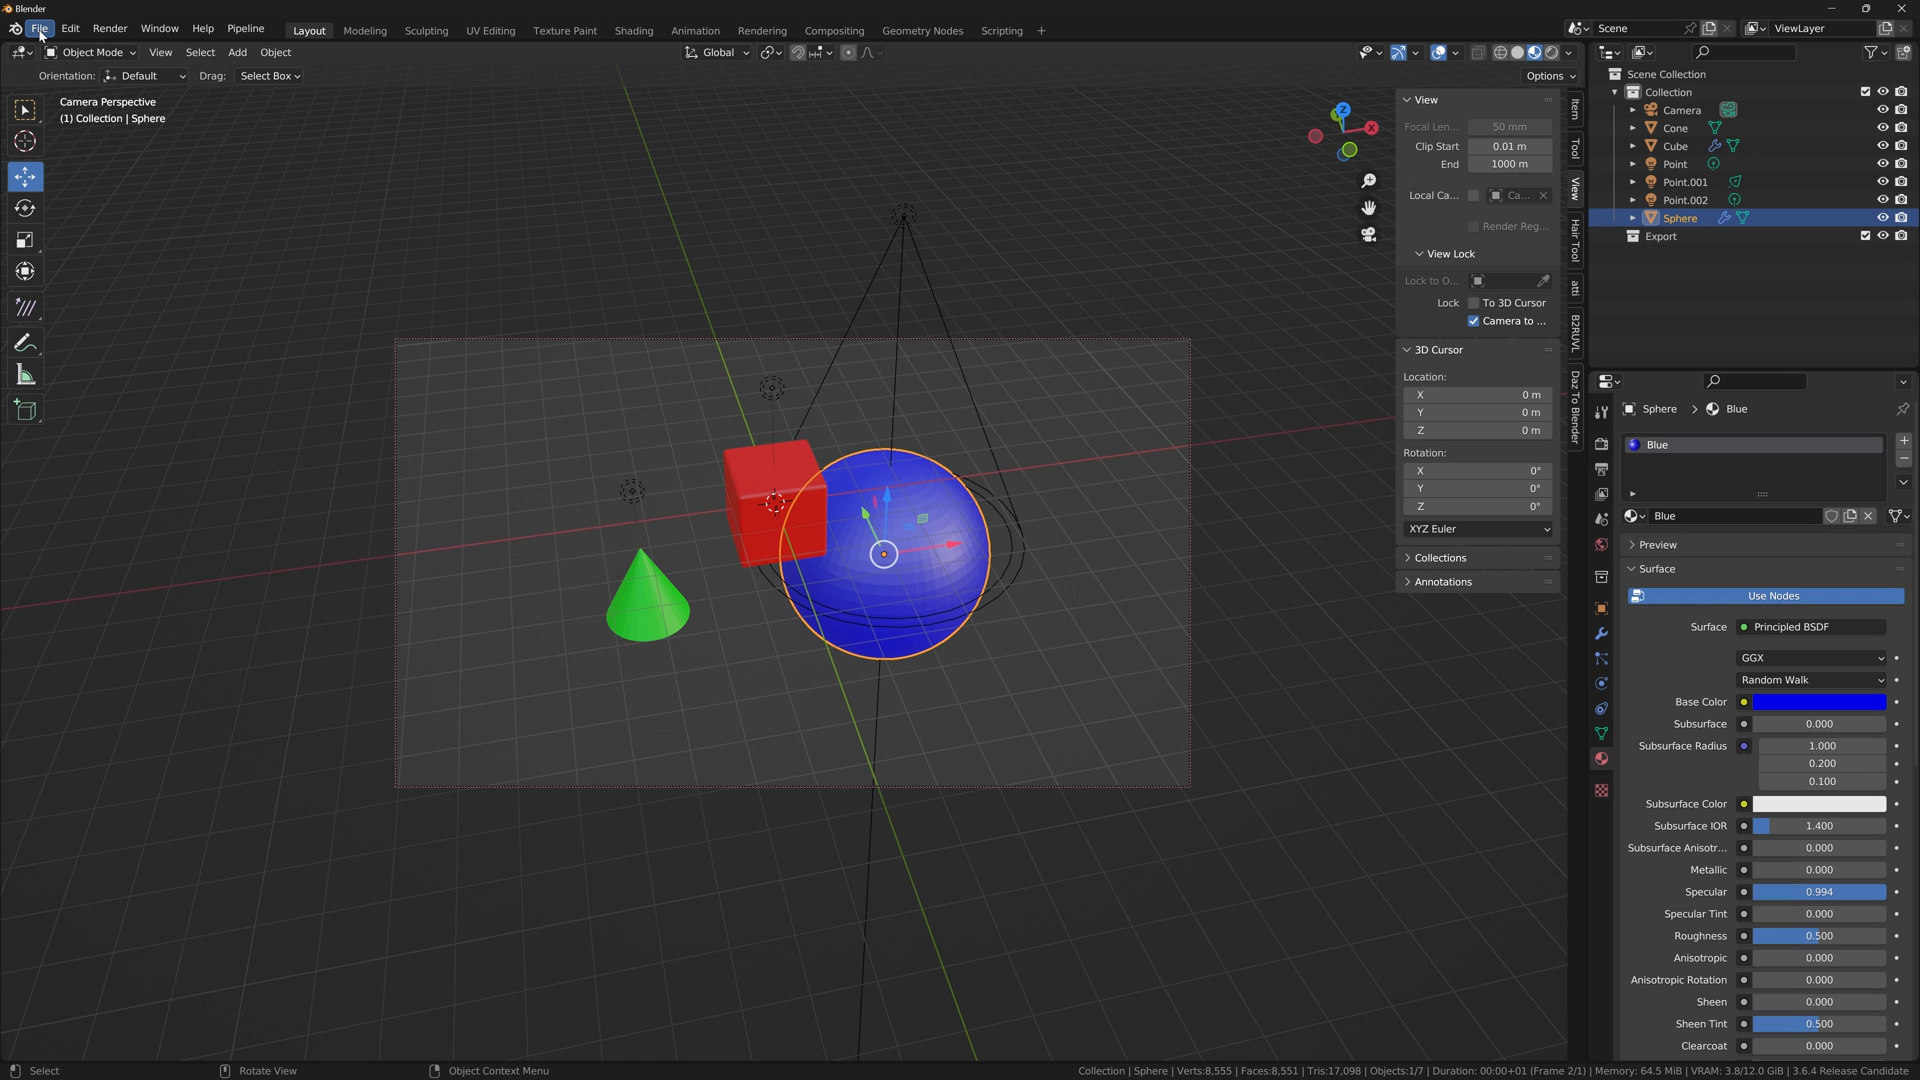 Blender
File Edit Render Window Help Pipeline Layout Modeling Sculpting UV Editing Texture Paint Shading Animation Rendering Compositing Geometry Nodes Scripting + Scene ViewLayer
Object Mode View Select Add Object Global
Orientation: Default Drag: Select Box Options
Camera Perspective
(1) Collection | Sphere
Z
X
View
Focal Len... 50 mm
Clip Start 0.01 m
End 1000 m
Local Ca... Ca...
Render Reg...
View Lock
Lock to O...
Lock To 3D Cursor
Camera to ...
3D Cursor
Location:
X 0 m
Y 0 m
Z 0 m
Rotation:
X 0°
Y 0°
Z 0°
XYZ Euler
Collections
Annotations
Item
Tool
View
Hair Tool
atti
B2RUVL
Daz To Blender
Scene Collection
Collection
Camera
Cone
Cube
Point
Point.001
Point.002
Sphere
Export
Sphere > Blue
Blue
Blue
Preview
Surface
Use Nodes
Surface Principled BSDF
GGX
Random Walk
Base Color
Subsurface 0.000
Subsurface Radius 1.000
0.200
0.100
Subsurface Color
Subsurface IOR 1.400
Subsurface Anisotr... 0.000
Metallic 0.000
Specular 0.994
Specular Tint 0.000
Roughness 0.500
Anisotropic 0.000
Anisotropic Rotation 0.000
Sheen 0.000
Sheen Tint 0.500
Clearcoat 0.000
Select Rotate View Object Context Menu Collection | Sphere | Verts:8,555 | Faces:8,551 | Tris:17,098 | Objects:1/7 | Duration: 00:00+01 (Frame 2/1) | Memory: 64.5 MiB | VRAM: 3.8/12.0 GiB | 3.6.4 Release Candidate